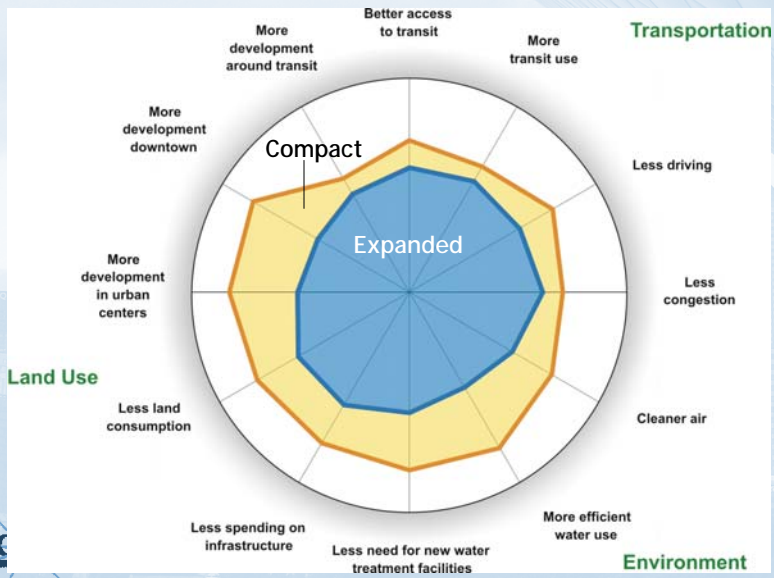 Better access
to transit
Transportation
More
transit use
Less driving
Less
congestion
Cleaner air
More efficient
water use
Environment
Less need for new water
treatment facilities
Less spending on
infrastructure
Less land
consumption
Land Use
More
development
in urban
centers
More
development
downtown
More
development
around transit
Compact
Expanded